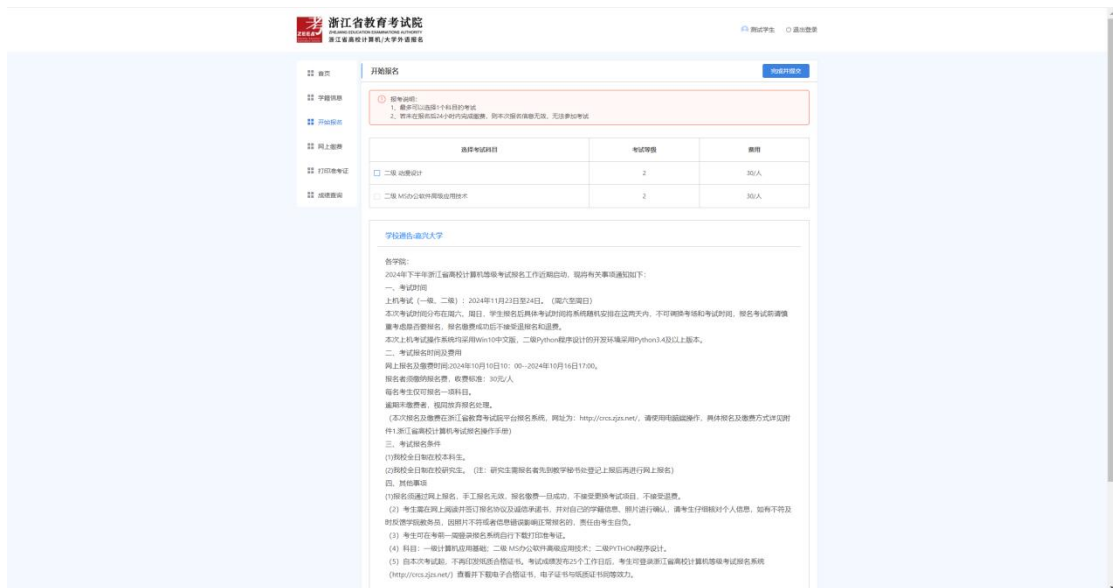 浙江省教育考试院
ZHEJIANG EDUCATION EXAMINATIONS AUTHORITY
ZEEA
浙江省高校计算机/大学外语报名
测试学生
退出登录
首页
学籍信息
开始报名
网上缴费
打印准考证
成绩查询
开始报名
完成并提交
报考说明:
1、最多可以选择1个科目的考试
2、若未在报名后24小时内完成缴费，则本次报名信息无效，无法参加考试
选择考试科目 考试等级 费用
二级 动漫设计 2 30/人
二级 MS办公软件高级应用技术 2 30/人
学校通告:嘉兴大学
各学院：
2024年下半年浙江省高校计算机等级考试报名工作近期启动，现将有关事项通知如下：
一、考试时间
上机考试（一级、二级）：2024年11月23日至24日。（周六至周日）
本次考试时间分布在周六、周日，学生报名后具体考试时间将系统随机安排在这两天内，不可调换考场和考试时间，报名考试前请慎
重考虑是否要报名，报名缴费成功后不接受退报名和退费。
本次上机考试操作系统均采用Win10中文版，二级Python程序设计的开发环境采用Python3.4及以上版本。
二、考试报名时间及费用
网上报名及缴费时间:2024年10月10日10：00--2024年10月16日17:00。
报名者须缴纳报名费，收费标准：30元/人
每名考生仅可报名一项科目。
逾期未缴费者，视同放弃报名处理。
（本次报名及缴费在浙江省教育考试院平台报名系统，网址为：http://crcs.zjzs.net/，请使用电脑端操作，具体报名及缴费方式详见附
件1.浙江省高校计算机考试报名操作手册）
三、考试报名条件
(1)我校全日制在校本科生。
(2)我校全日制在校研究生。（注：研究生需报名者先到教学秘书处登记上报后再进行网上报名）
四、其他事项
(1)报名须通过网上报名，手工报名无效，报名缴费一旦成功，不接受更换考试项目，不接受退费。
（2）考生需在网上阅读并签订报名协议及诚信承诺书，并对自己的学籍信息、照片进行确认，请考生仔细核对个人信息，如有不符及
时反馈学院教务员，因照片不符或者信息错误影响正常报名的，责任由考生自负。
（3）考生可在考前一周登录报名系统自行下载打印准考证。
（4）科目：一级计算机应用基础；二级 MS办公软件高级应用技术；二级PYTHON程序设计。
（5）自本次考试起，不再印发纸质合格证书。考试成绩发布25个工作日后，考生可登录浙江省高校计算机等级考试报名系统
（http://crcs.zjzs.net/）查看并下载电子合格证书，电子证书与纸质证书同等效力。